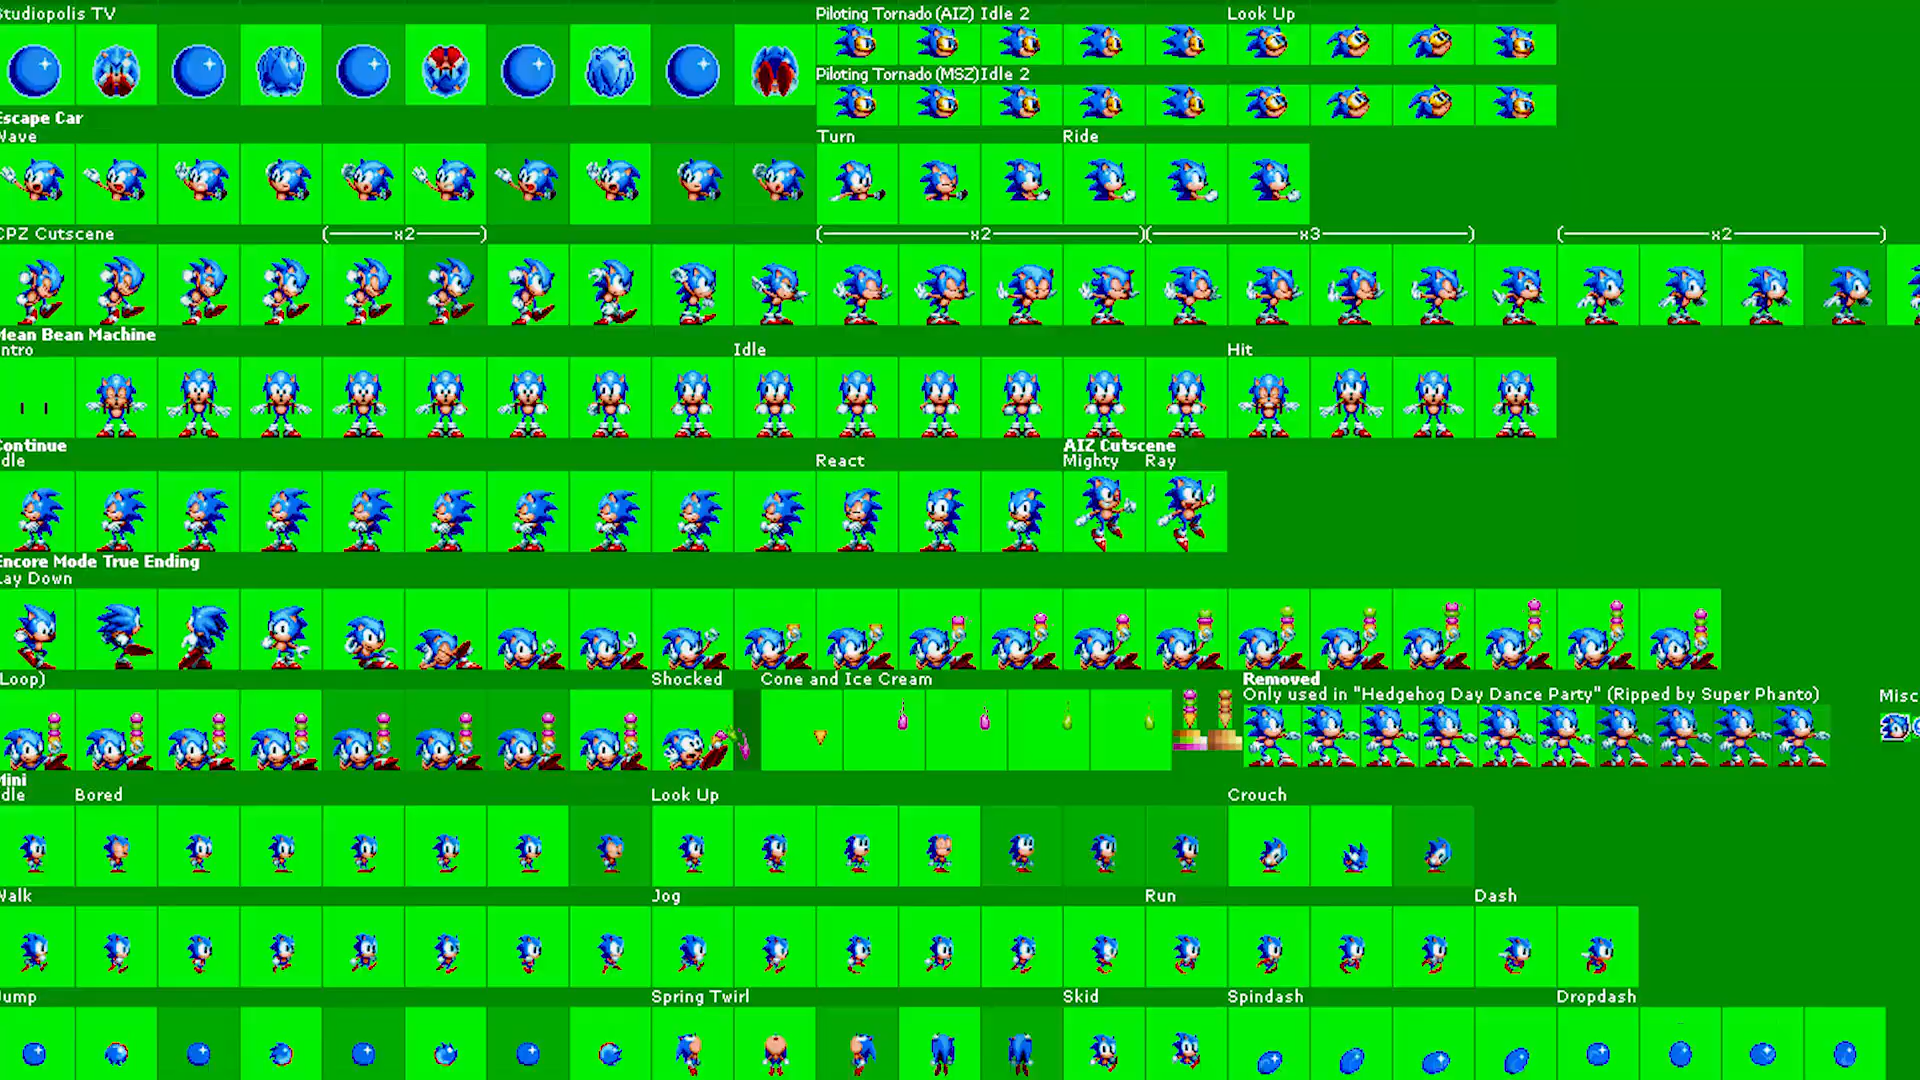 Studiopolis TV
Piloting Tornado (AIZ) Idle 2
Look Up
Piloting Tornado (MSZ)Idle 2
Escape Car
Wave
Turn
Ride
CPZ Cutscene
(x2)
(x2)
(x3)
(x2)
Mean Bean Machine
Intro
Idle
Hit
Continue
Idle
React
AIZ Cutscene
Mighty
Ray
Encore Mode True Ending
Lay Down
Loop)
Shocked
Cone and Ice Cream
Removed
Only used in "Hedgehog Day Dance Party" (Ripped by Super Phanto)
Misc
Mini
Idle
Bored
Look Up
Crouch
Walk
Jog
Run
Dash
Jump
Spring Twirl
Skid
Spindash
Dropdash